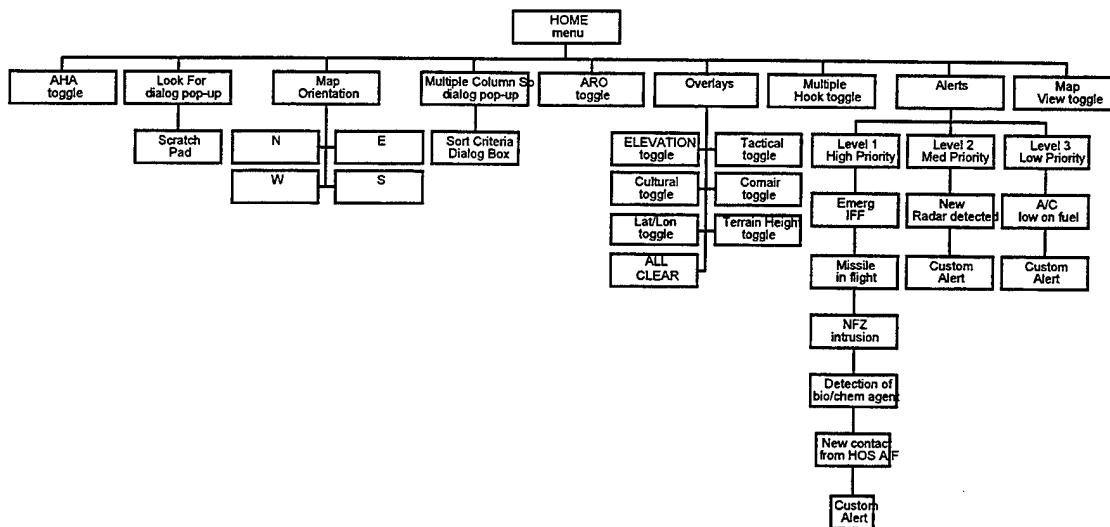 HOME
menu
AHA
toggle
Look For
dialog pop-up
Map
Orientation
Multiple Column So
dialog pop-up
ARO
toggle
Overlays
Multiple
Hook toggle
Alerts
Map
View toggle
Scratch
Pad
N
E
W
S
Sort Criteria
Dialog Box
ELEVATION
toggle
Tactical
toggle
Cultural
toggle
Comair
toggle
Lat/Lon
toggle
Terrain Height
toggle
ALL
CLEAR
Level 1
High Priority
Level 2
Med Priority
Level 3
Low Priority
Emerg
IFF
New
Radar detected
A/C
low on fuel
Missile
in flight
Custom
Alert
Custom
Alert
NFZ
intrusion
Detection of
bio/chem agent
New contact
from HOS A/F
Custom
Alert